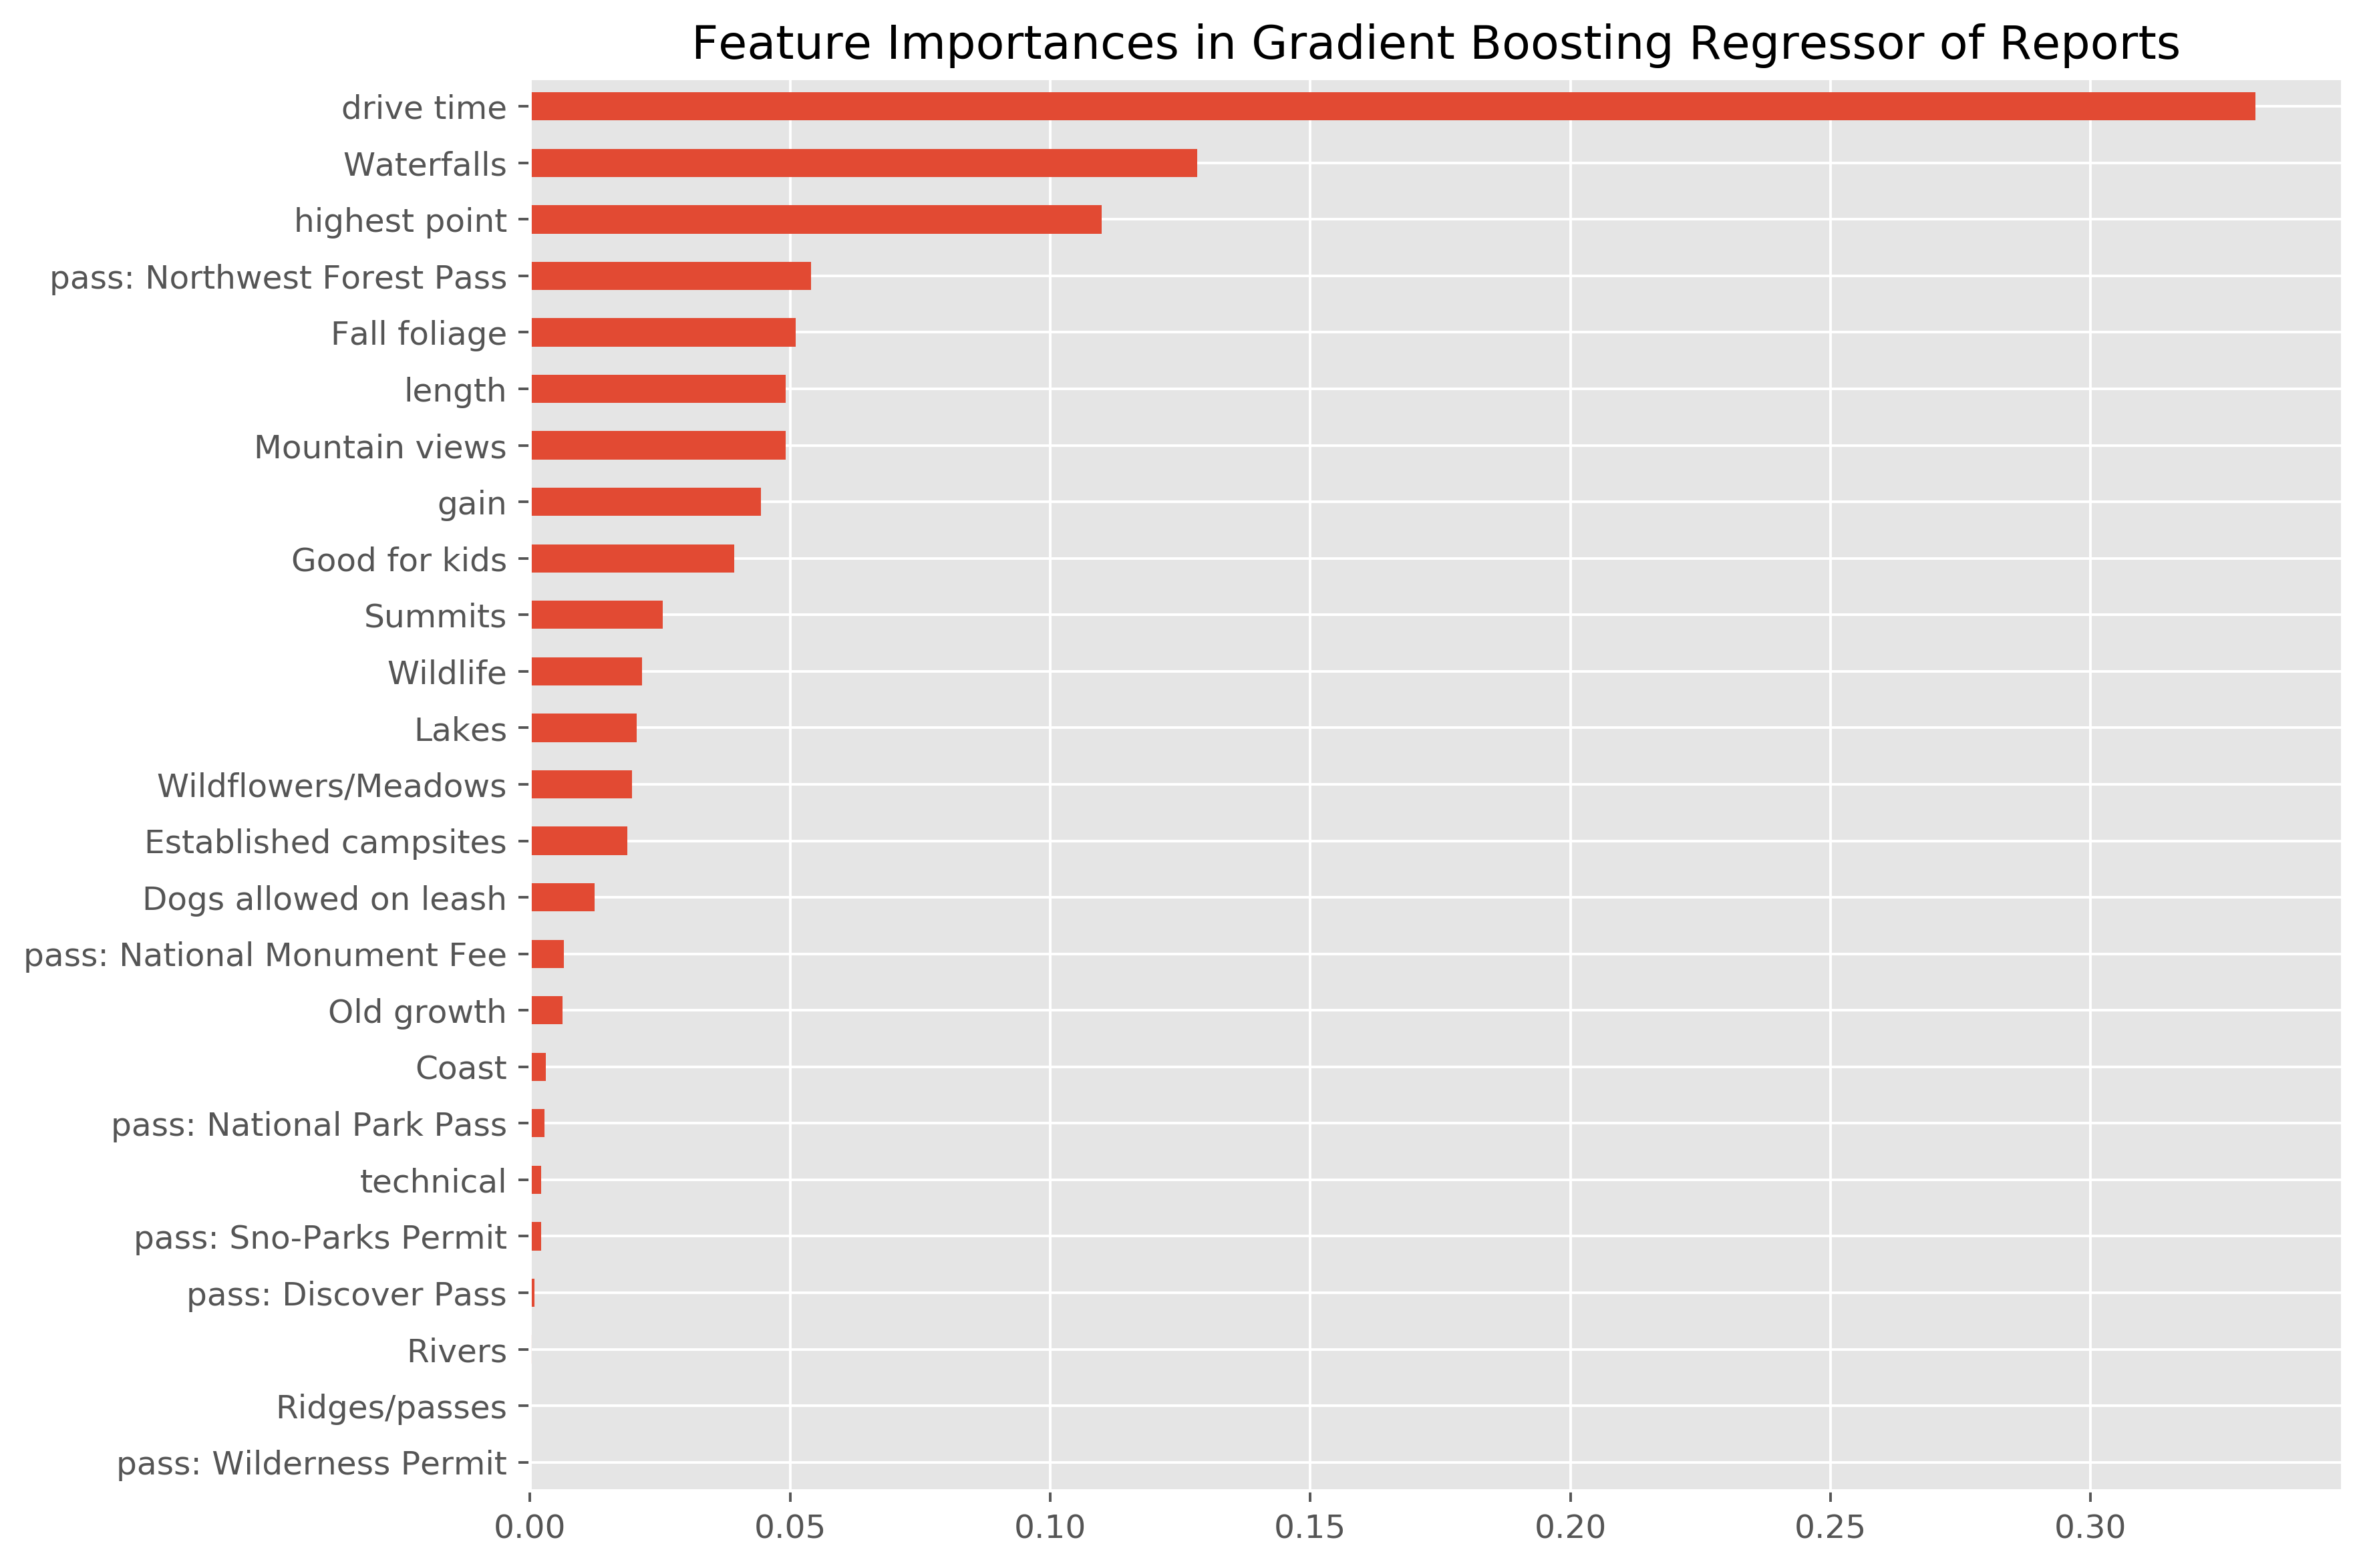 Feature Importances in Gradient Boosting Regressor of Reports
drive time
Waterfalls
highest point
pass: Northwest Forest Pass
Fall foliage
length
Mountain views
gain
Good for kids
Summits
Wildlife
Lakes
Wildflowers/Meadows
Established campsites
Dogs allowed on leash
pass: National Monument Fee
Old growth
Coast
pass: National Park Pass
technical
pass: Sno-Parks Permit
pass: Discover Pass
Rivers
Ridges/passes
pass: Wilderness Permit
0.00 0.05 0.10 0.15 0.20 0.25 0.30